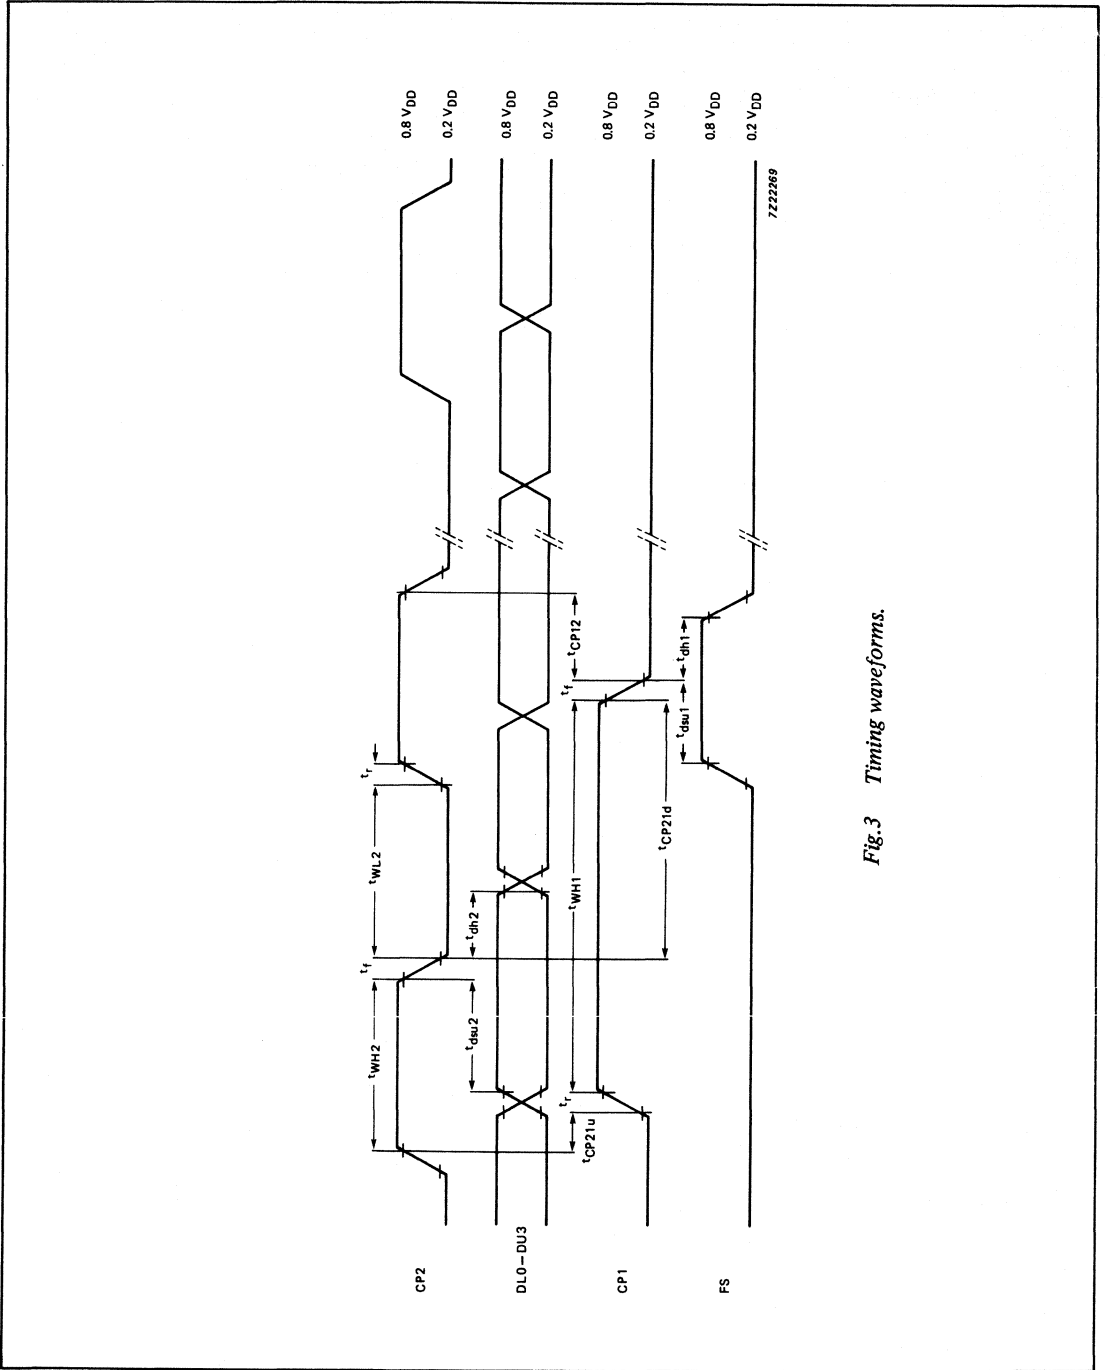 CP2
tWH2
tf
tWL2
tr
0.8 VDD
0.2 VDD
DL0–DU3
tdsu2
tdh2
0.8 VDD
0.2 VDD
CP1
tCP21u
tr
tWH1
tf
tCP12
tCP21d
0.8 VDD
0.2 VDD
FS
tdsu1
tdh1
0.8 VDD
0.2 VDD
7Z22269
Fig.3 Timing waveforms.